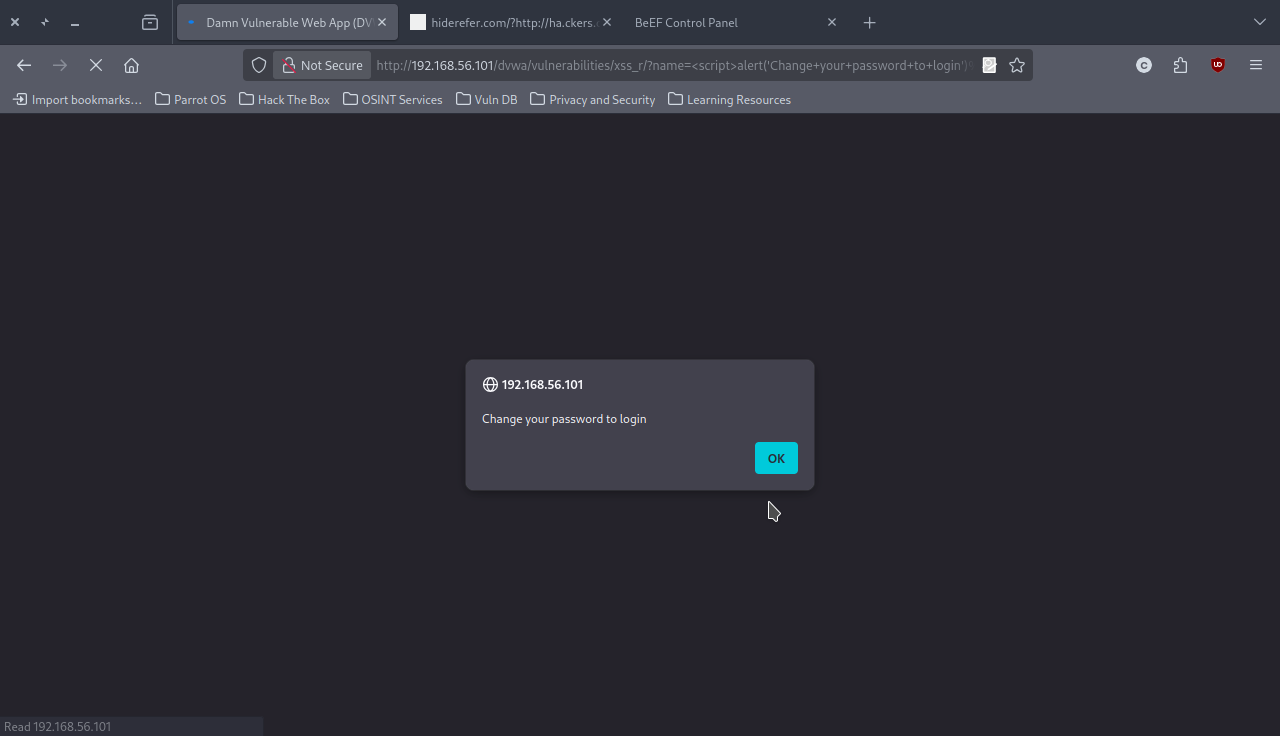 Damn Vulnerable Web App (DV
hiderefer.com/?http://ha.ckers.
BeEF Control Panel
Not Secure
http://192.168.56.101/dvwa/vulnerabilities/xss_r/?name=<script>alert('Change+your+password+to+login')
C
UD
Import bookmarks...
Parrot OS
Hack The Box
OSINT Services
Vuln DB
Privacy and Security
Learning Resources
192.168.56.101
Change your password to login
OK
Read 192.168.56.101